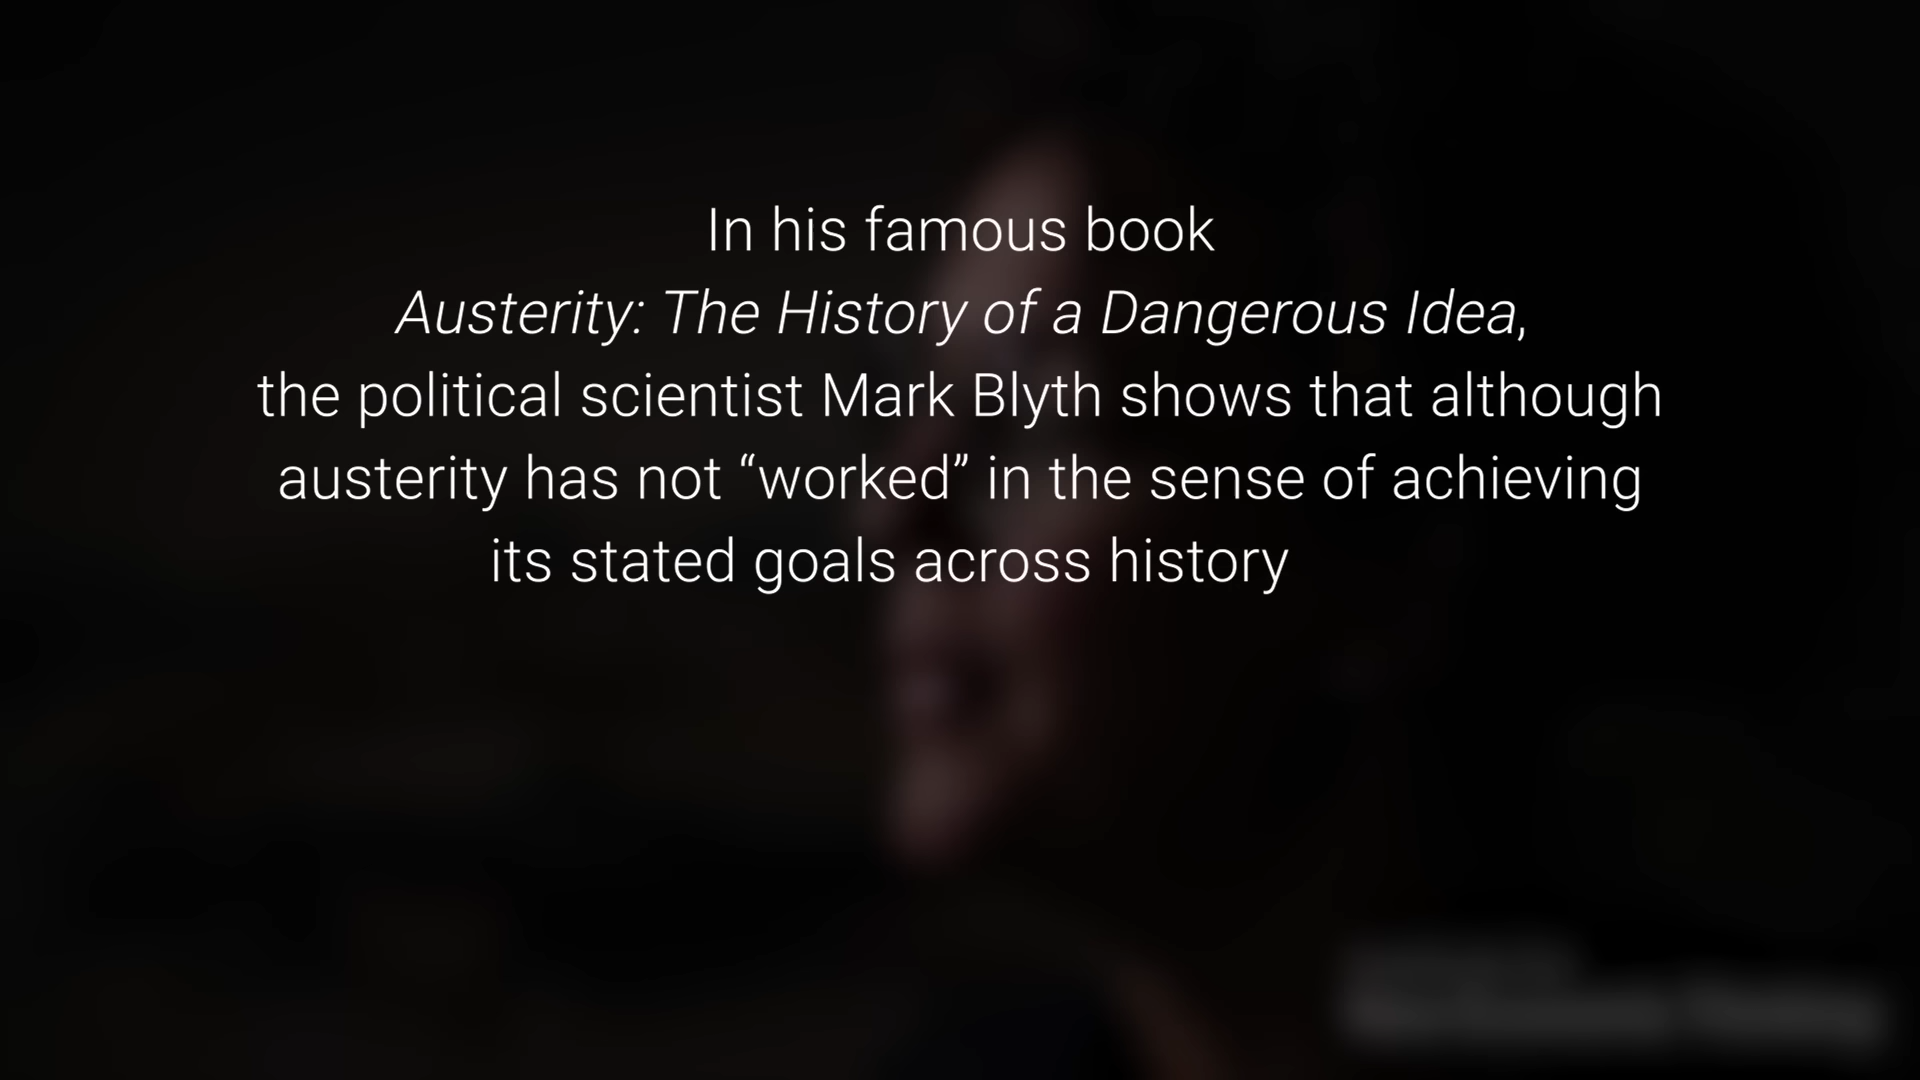 In his famous book
Austerity: The History of a Dangerous Idea,
the political scientist Mark Blyth shows that although
austerity has not “worked” in the sense of achieving
its stated goals across history